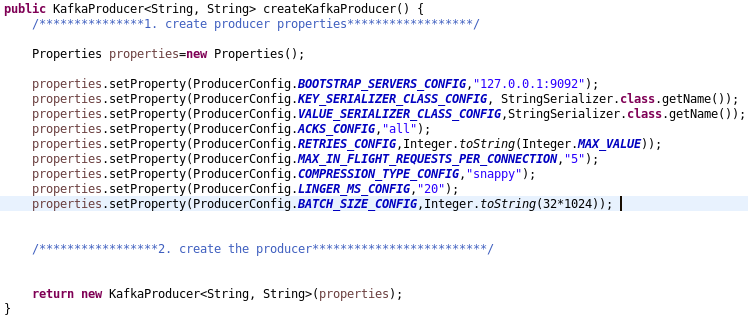 public KafkaProducer<String, String> createKafkaProducer() {
/***************1. create producer properties******************/
Properties properties=new Properties();
properties.setProperty(ProducerConfig.BOOTSTRAP_SERVERS_CONFIG,"127.0.0.1:9092");
properties.setProperty(ProducerConfig.KEY_SERIALIZER_CLASS_CONFIG, StringSerializer.class.getName());
properties.setProperty(ProducerConfig.VALUE_SERIALIZER_CLASS_CONFIG,StringSerializer.class.getName());
properties.setProperty(ProducerConfig.ACKS_CONFIG,"all");
properties.setProperty(ProducerConfig.RETRIES_CONFIG,Integer.toString(Integer.MAX_VALUE));
properties.setProperty(ProducerConfig.MAX_IN_FLIGHT_REQUESTS_PER_CONNECTION,"5");
properties.setProperty(ProducerConfig.COMPRESSION_TYPE_CONFIG,"snappy");
properties.setProperty(ProducerConfig.LINGER_MS_CONFIG,"20");
properties.setProperty(ProducerConfig.BATCH_SIZE_CONFIG,Integer.toString(32*1024));
/*****************2. create the producer*************************/
return new KafkaProducer<String, String>(properties);
}